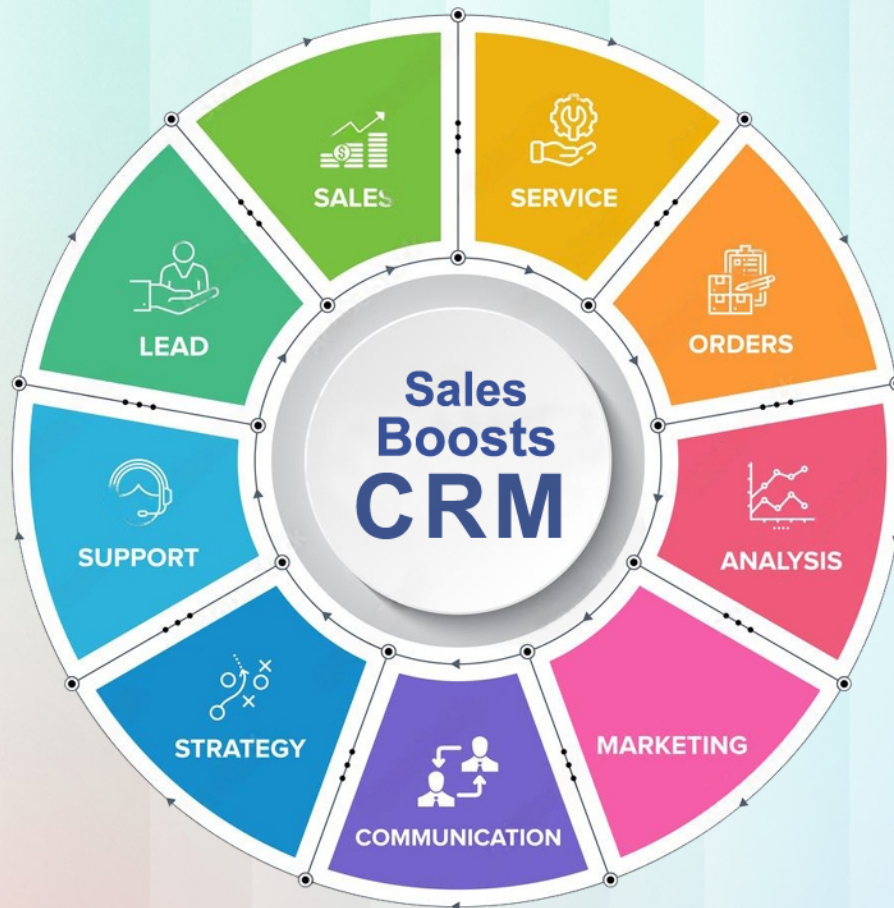 Sales
Boosts
CRM
SALES
SERVICE
ORDERS
ANALYSIS
MARKETING
COMMUNICATION
STRATEGY
SUPPORT
LEAD